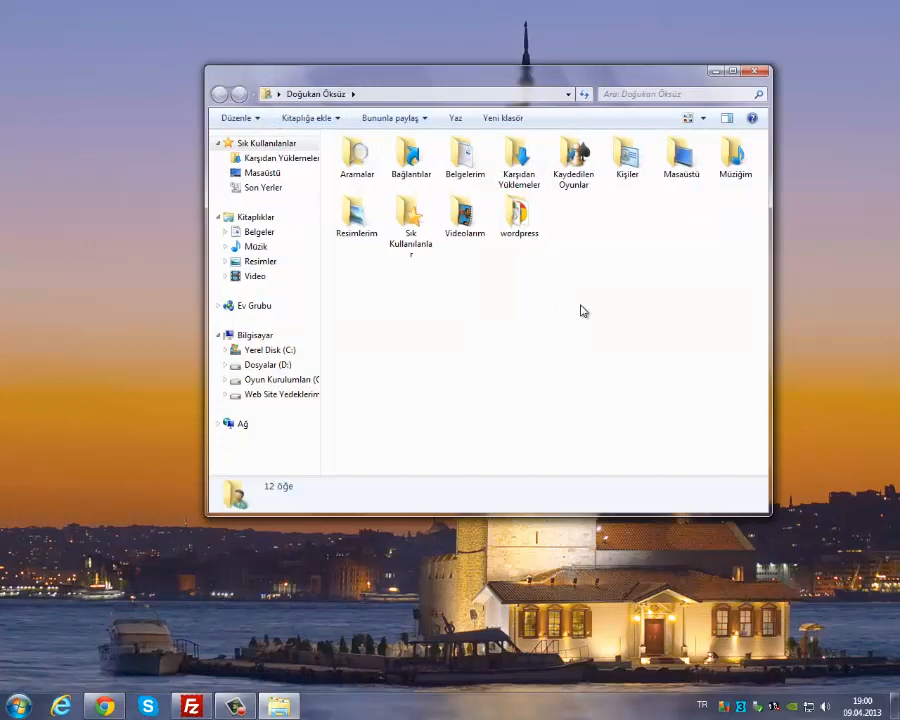 Doğukan Öksüz
Ara: Doğukan Öksüz
Düzenle
Kitaplığa ekle
Bununla paylaş
Yaz
Yeni klasör
Sık Kullanılanlar
Karşıdan Yüklemeler
Masaüstü
Son Yerler
Kitaplıklar
Belgeler
Müzik
Resimler
Video
Ev Grubu
Bilgisayar
Yerel Disk (C:)
Dosyalar (D:)
Oyun Kurulumları (
Web Site Yedeklerim
Ağ
Aramalar
Bağlantılar
Belgelerim
Karşıdan
Yüklemeler
Kaydedilen
Oyunlar
Kişiler
Masaüstü
Müziğim
Resimlerim
Sık
Kullanılanla
r
Videolarım
wordpress
12 öğe
TR
19:00
09.04.2013